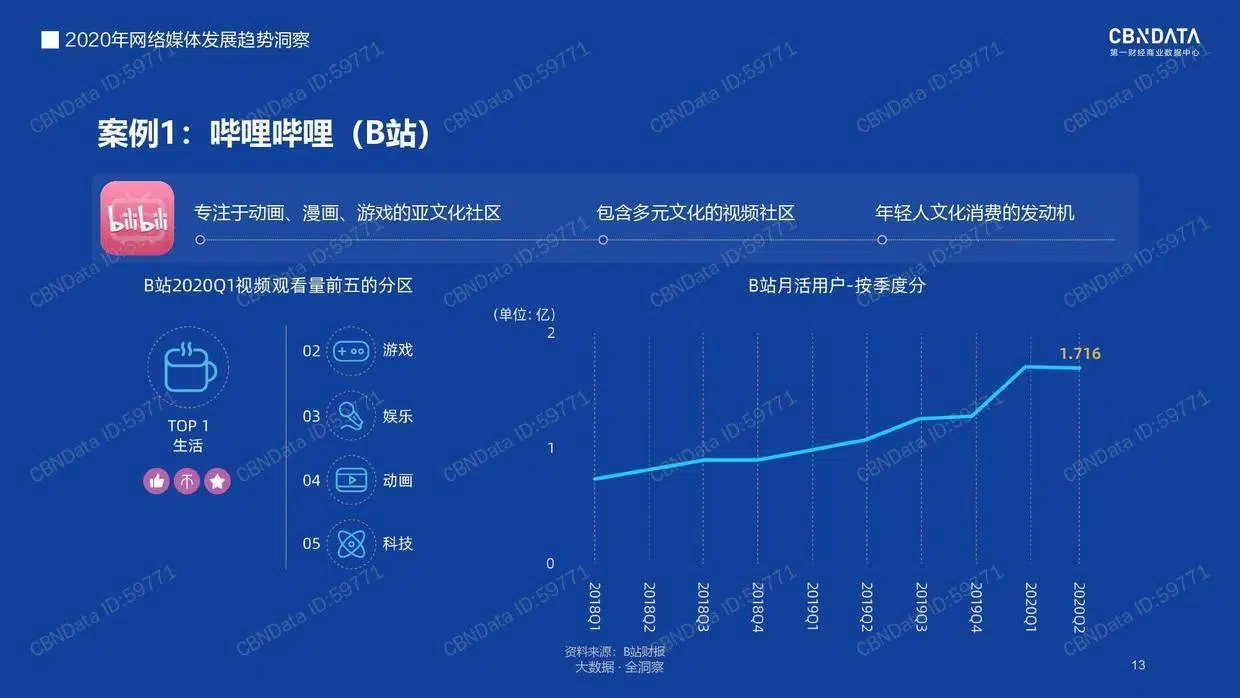 2020年网络媒体发展趋势洞察
CBNDATA
第一财经商业数据中心
案例1：哔哩哔哩（B站）
bilibili
专注于动画、漫画、游戏的亚文化社区
包含多元文化的视频社区
年轻人文化消费的发动机
B站2020Q1视频观看量前五的分区
TOP 1
生活
02 游戏
03 娱乐
04 动画
05 科技
B站月活用户-按季度分
(单位: 亿)
2
1
0
1.716
2018Q1
2018Q2
2018Q3
2018Q4
2019Q1
2019Q2
2019Q3
2019Q4
2020Q1
2020Q2
资料来源：B站财报
大数据 · 全洞察
13
CBNData ID:59771